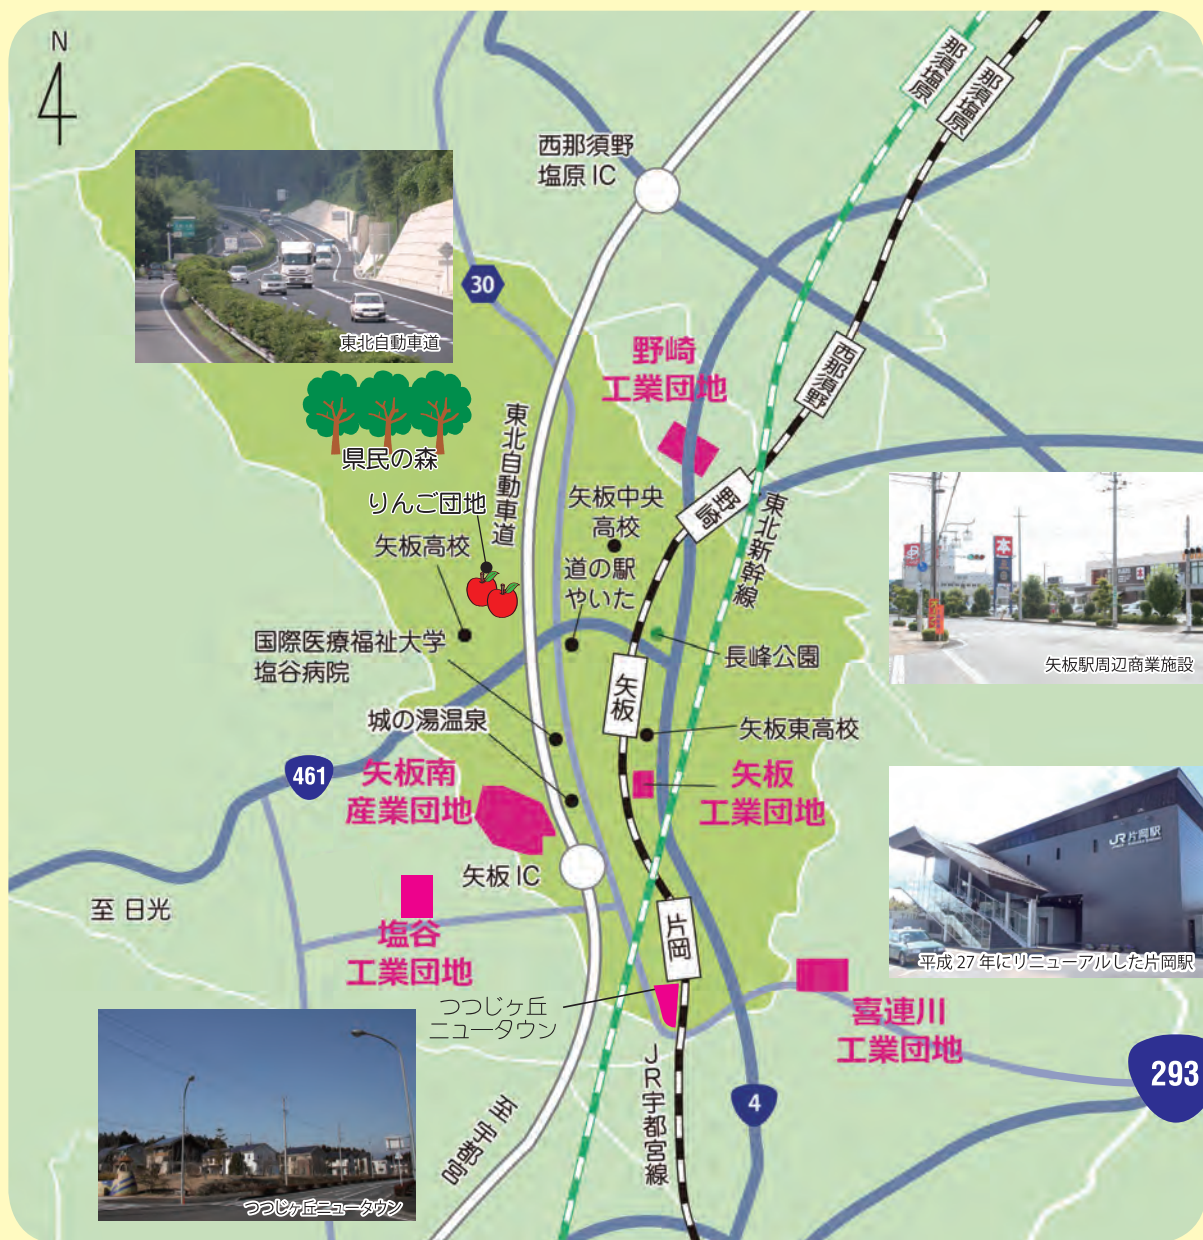 N
那須塩原
那須塩原
西那須野
塩原 IC
30
東北自動車道
野崎
工業団地
西那須野
県民の森
東北自動車道
りんご団地
矢板中央
高校
野崎
東北新幹線
本
矢板高校
道の駅
やいた
国際医療福祉大学
塩谷病院
長峰公園
矢板駅周辺商業施設
矢板
城の湯温泉
矢板東高校
461
矢板南
産業団地
矢板
工業団地
JR片岡駅
矢板 IC
至 日光
塩谷
工業団地
片岡
平成 27 年にリニューアルした片岡駅
つつじヶ丘
ニュータウン
喜連川
工業団地
JR宇都宮線
293
4
至宇都宮
つつじヶ丘ニュータウン